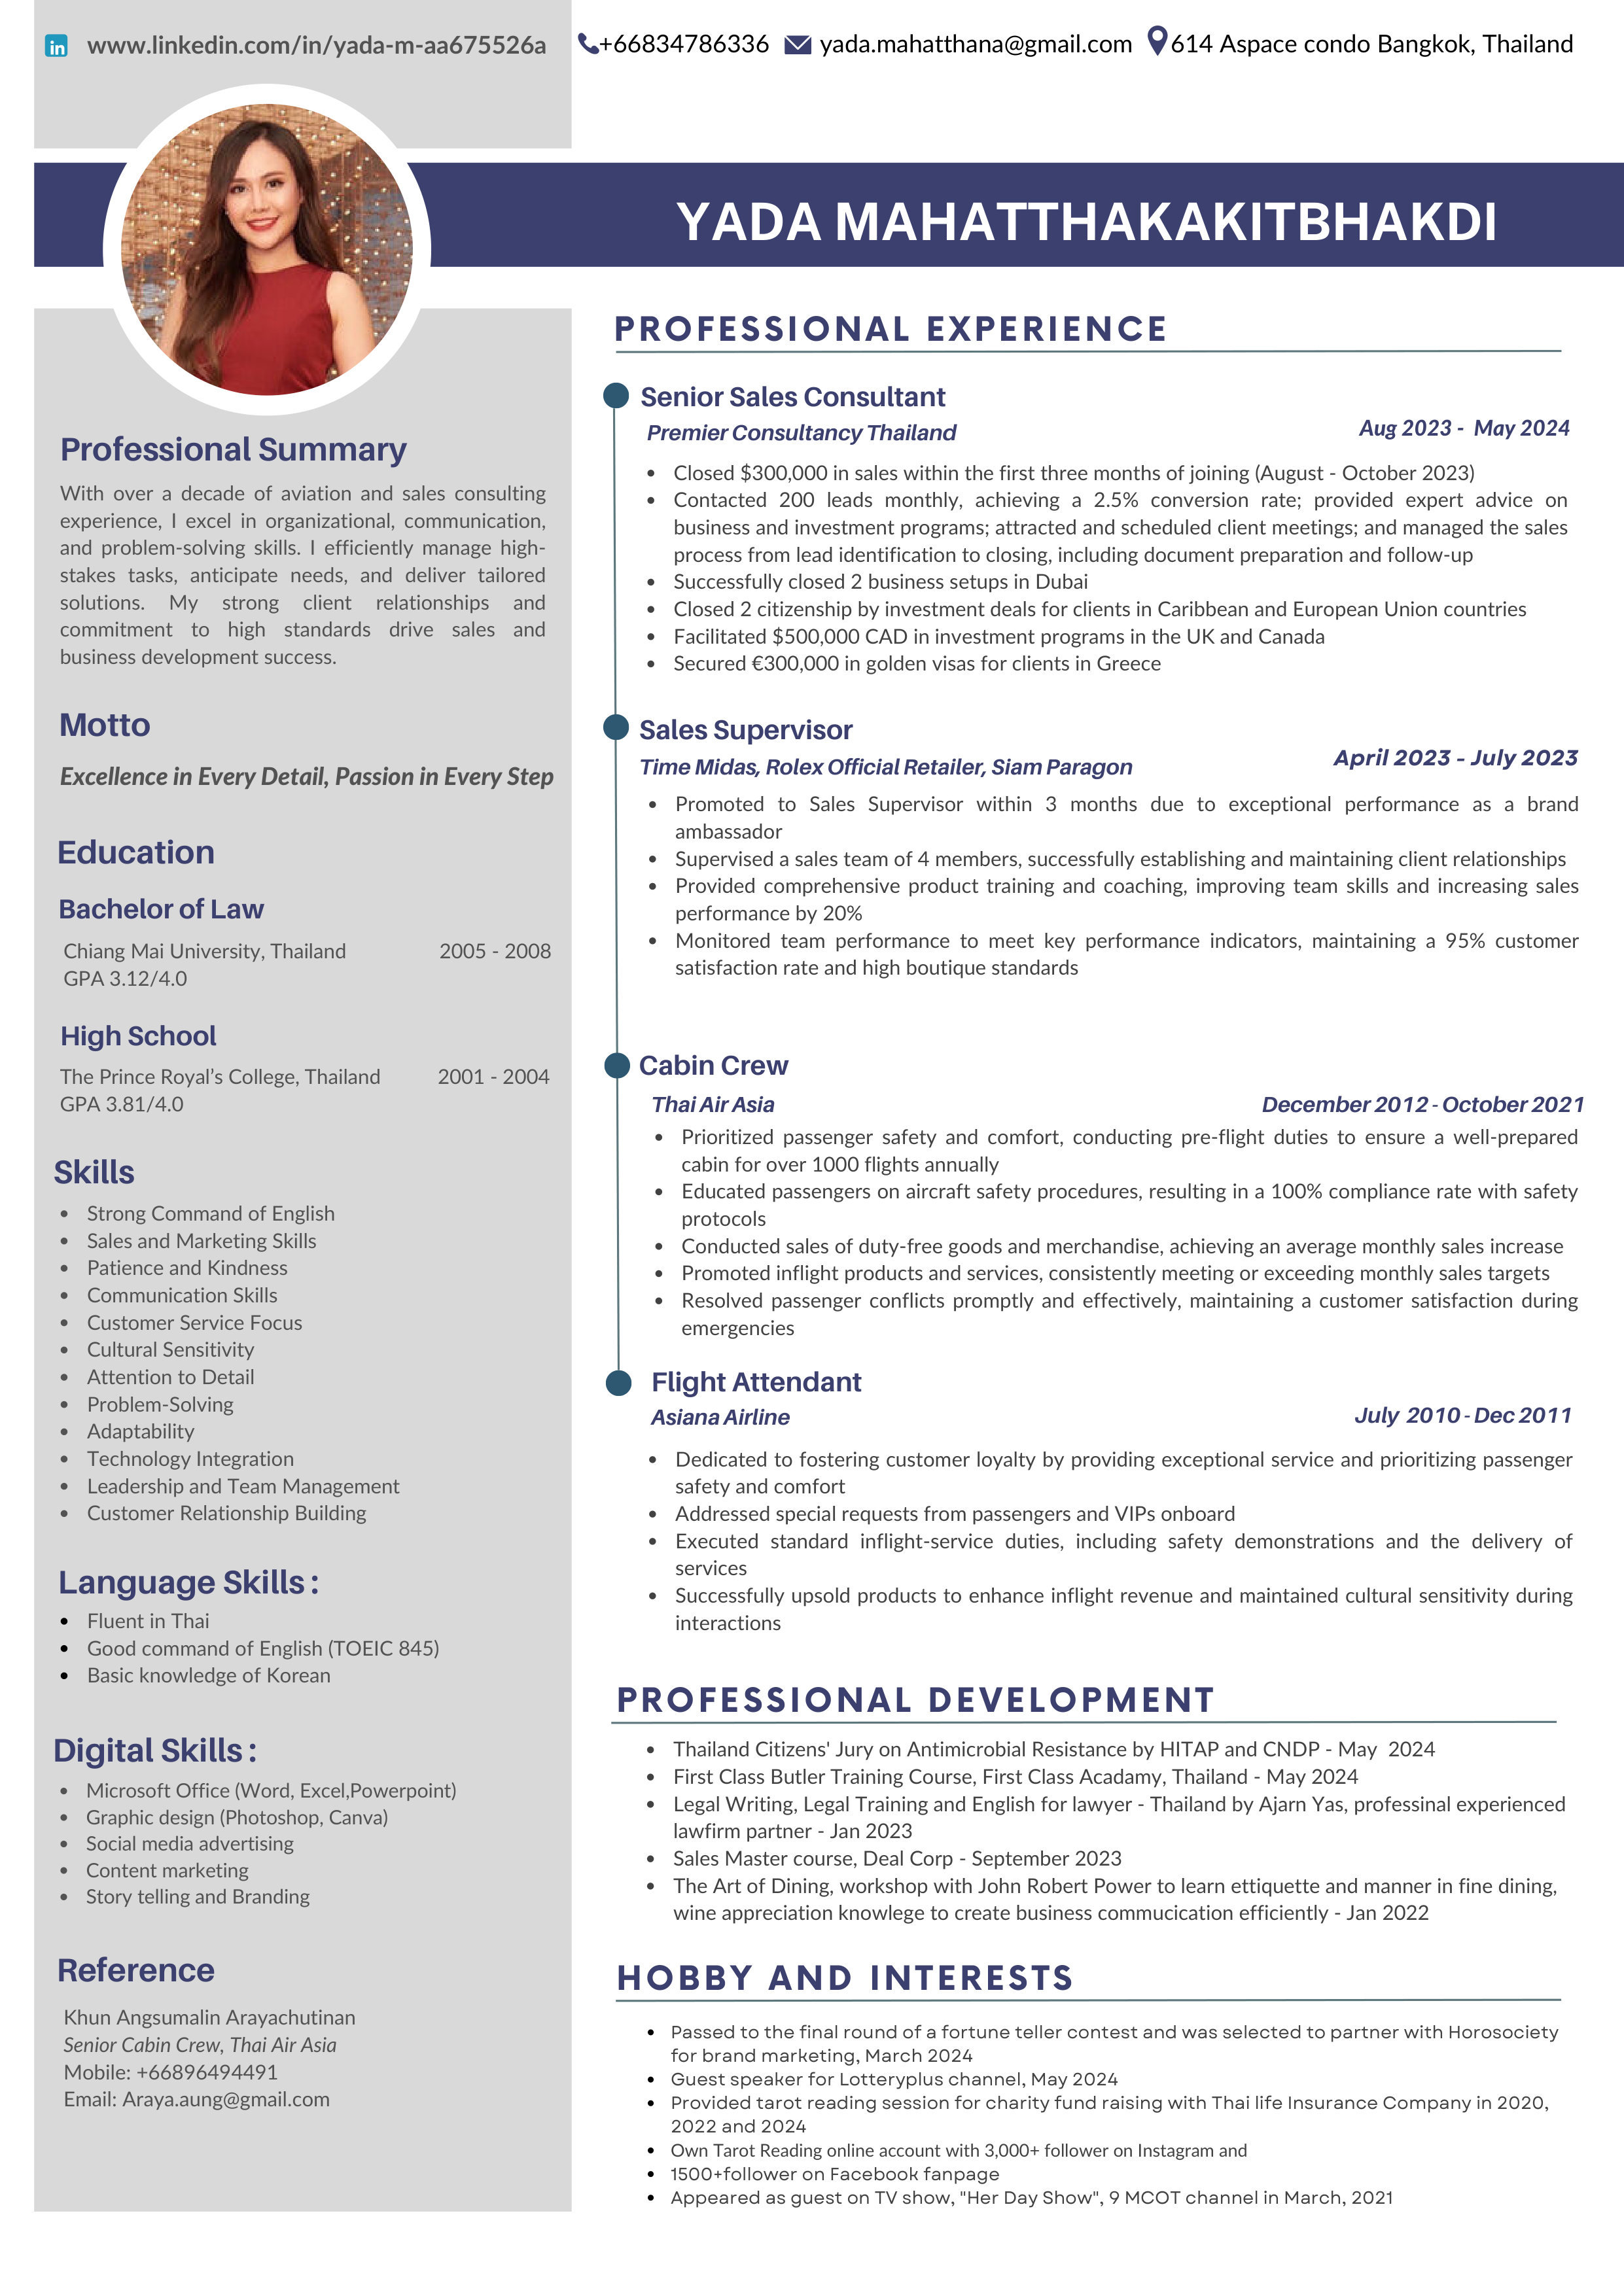 in www.linkedin.com/in/yada-m-aa675526a
+66834786336 yada.mahatthana@gmail.com 614 Aspace condo Bangkok, Thailand
YADA MAHATTHAKAKITBHAKDI
Professional Summary
With over a decade of aviation and sales consulting
experience, I excel in organizational, communication,
and problem-solving skills. I efficiently manage high-
stakes tasks, anticipate needs, and deliver tailored
solutions. My strong client relationships and
commitment to high standards drive sales and
business development success.
Motto
Excellence in Every Detail, Passion in Every Step
Education
Bachelor of Law
Chiang Mai University, Thailand 2005 - 2008
GPA 3.12/4.0
High School
The Prince Royal's College, Thailand 2001 - 2004
GPA 3.81/4.0
Skills
• Strong Command of English
• Sales and Marketing Skills
• Patience and Kindness
• Communication Skills
• Customer Service Focus
• Cultural Sensitivity
• Attention to Detail
• Problem-Solving
• Adaptability
• Technology Integration
• Leadership and Team Management
• Customer Relationship Building
Language Skills :
• Fluent in Thai
• Good command of English (TOEIC 845)
• Basic knowledge of Korean
Digital Skills :
• Microsoft Office (Word, Excel,Powerpoint)
• Graphic design (Photoshop, Canva)
• Social media advertising
• Content marketing
• Story telling and Branding
Reference
Khun Angsumalin Arayachutinan
Senior Cabin Crew, Thai Air Asia
Mobile: +66896494491
Email: Araya.aung@gmail.com
PROFESSIONAL EXPERIENCE
Senior Sales Consultant
Premier Consultancy Thailand Aug 2023 - May 2024
• Closed $300,000 in sales within the first three months of joining (August - October 2023)
• Contacted 200 leads monthly, achieving a 2.5% conversion rate; provided expert advice on
business and investment programs; attracted and scheduled client meetings; and managed the sales
process from lead identification to closing, including document preparation and follow-up
• Successfully closed 2 business setups in Dubai
• Closed 2 citizenship by investment deals for clients in Caribbean and European Union countries
• Facilitated $500,000 CAD in investment programs in the UK and Canada
• Secured €300,000 in golden visas for clients in Greece
Sales Supervisor
Time Midas, Rolex Official Retailer, Siam Paragon April 2023 - July 2023
• Promoted to Sales Supervisor within 3 months due to exceptional performance as a brand
ambassador
• Supervised a sales team of 4 members, successfully establishing and maintaining client relationships
• Provided comprehensive product training and coaching, improving team skills and increasing sales
performance by 20%
• Monitored team performance to meet key performance indicators, maintaining a 95% customer
satisfaction rate and high boutique standards
Cabin Crew
Thai Air Asia December 2012 - October 2021
• Prioritized passenger safety and comfort, conducting pre-flight duties to ensure a well-prepared
cabin for over 1000 flights annually
• Educated passengers on aircraft safety procedures, resulting in a 100% compliance rate with safety
protocols
• Conducted sales of duty-free goods and merchandise, achieving an average monthly sales increase
• Promoted inflight products and services, consistently meeting or exceeding monthly sales targets
• Resolved passenger conflicts promptly and effectively, maintaining a customer satisfaction during
emergencies
Flight Attendant
Asiana Airline July 2010 - Dec 2011
• Dedicated to fostering customer loyalty by providing exceptional service and prioritizing passenger
safety and comfort
• Addressed special requests from passengers and VIPs onboard
• Executed standard inflight-service duties, including safety demonstrations and the delivery of
services
• Successfully upsold products to enhance inflight revenue and maintained cultural sensitivity during
interactions
PROFESSIONAL DEVELOPMENT
• Thailand Citizens' Jury on Antimicrobial Resistance by HITAP and CNDP - May 2024
• First Class Butler Training Course, First Class Acadamy, Thailand - May 2024
• Legal Writing, Legal Training and English for lawyer - Thailand by Ajarn Yas, professinal experienced
lawfirm partner - Jan 2023
• Sales Master course, Deal Corp - September 2023
• The Art of Dining, workshop with John Robert Power to learn ettiquette and manner in fine dining,
wine appreciation knowlege to create business commucication efficiently - Jan 2022
HOBBY AND INTERESTS
• Passed to the final round of a fortune teller contest and was selected to partner with Horosociety
for brand marketing, March 2024
• Guest speaker for Lotteryplus channel, May 2024
• Provided tarot reading session for charity fund raising with Thai life Insurance Company in 2020,
2022 and 2024
• Own Tarot Reading online account with 3,000+ follower on Instagram and
• 1500+follower on Facebook fanpage
• Appeared as guest on TV show, "Her Day Show", 9 MCOT channel in March, 2021